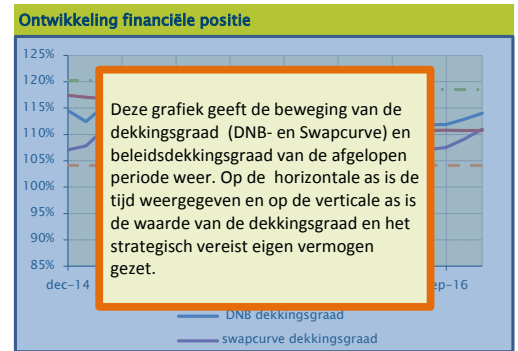 Ontwikkeling financiële positie
125%
120%
115%
110%
105%
100%
95%
90%
85%
Deze grafiek geeft de beweging van de
dekkingsgraad (DNB- en Swapcurve) en
beleidsdekkingsgraad van de afgelopen
periode weer. Op de horizontale as is de
tijd weergegeven en op de verticale as is
de waarde van de dekkingsgraad en het
strategisch vereist eigen vermogen
gezet.
dec-14 ep-16
DNB dekkingsgraad
swapcurve dekkingsgraad